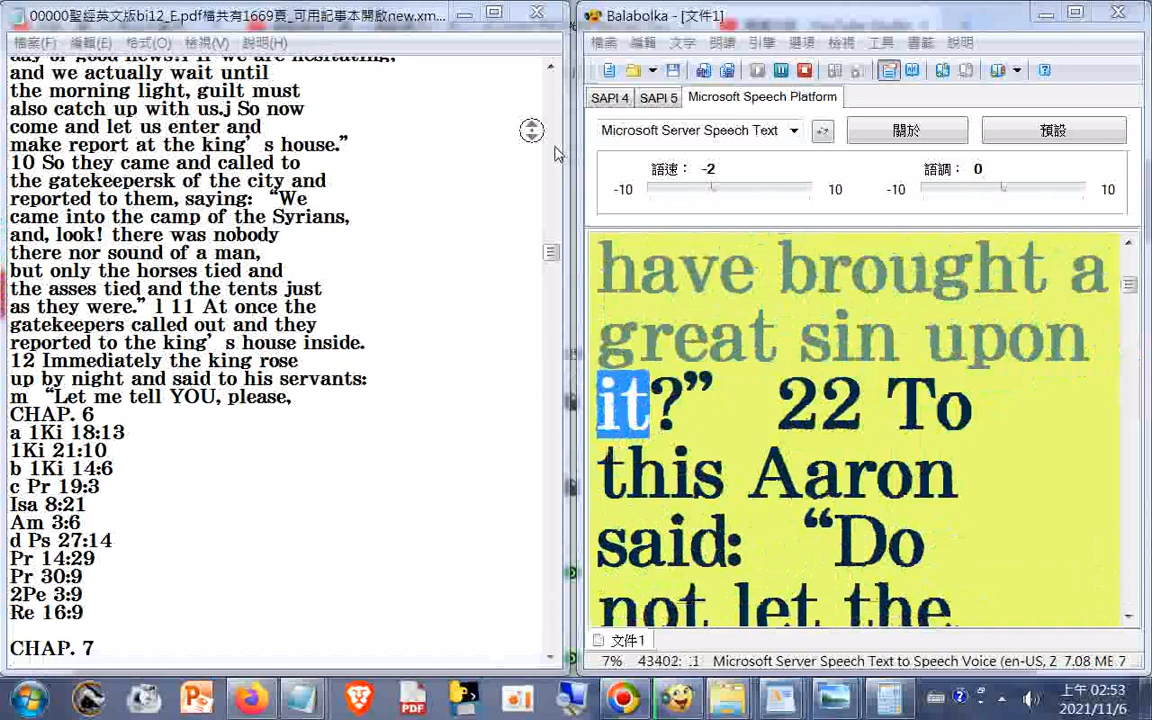 00000聖經英文版bi12_E.pdf檔共有1669頁_可用記事本開啟new.xm...
檔案(F) 編輯(E) 格式(O) 檢視(V) 說明(H)
day of good news!i If we are hesitating,
and we actually wait until
the morning light, guilt must
also catch up with us.j So now
come and let us enter and
make report at the king’s house.”
10 So they came and called to
the gatekeepersk of the city and
reported to them, saying: “We
came into the camp of the Syrians,
and, look! there was nobody
there nor sound of a man,
but only the horses tied and
the asses tied and the tents just
as they were.” l 11 At once the
gatekeepers called out and they
reported to the king’s house inside.
12 Immediately the king rose
up by night and said to his servants:
m “Let me tell YOU, please,
CHAP. 6
a 1Ki 18:13
1Ki 21:10
b 1Ki 14:6
c Pr 19:3
Isa 8:21
Am 3:6
d Ps 27:14
Pr 14:29
Pr 30:9
2Pe 3:9
Re 16:9
CHAP. 7
Balabolka - [文件1]
檔案 編輯 文字 朗讀 引擎 選項 檢視 工具 書籤 說明
SAPI 4 SAPI 5 Microsoft Speech Platform
Microsoft Server Speech Text 關於 預設
語速： -2 語調： 0
-10 10 -10 10
have brought a
great sin upon
it?” 22 To
this Aaron
said: “Do
not let the
文件1
7% 43402: :1 Microsoft Server Speech Text to Speech Voice (en-US, 2 7.08 ME 7
上午 02:53
2021/11/6